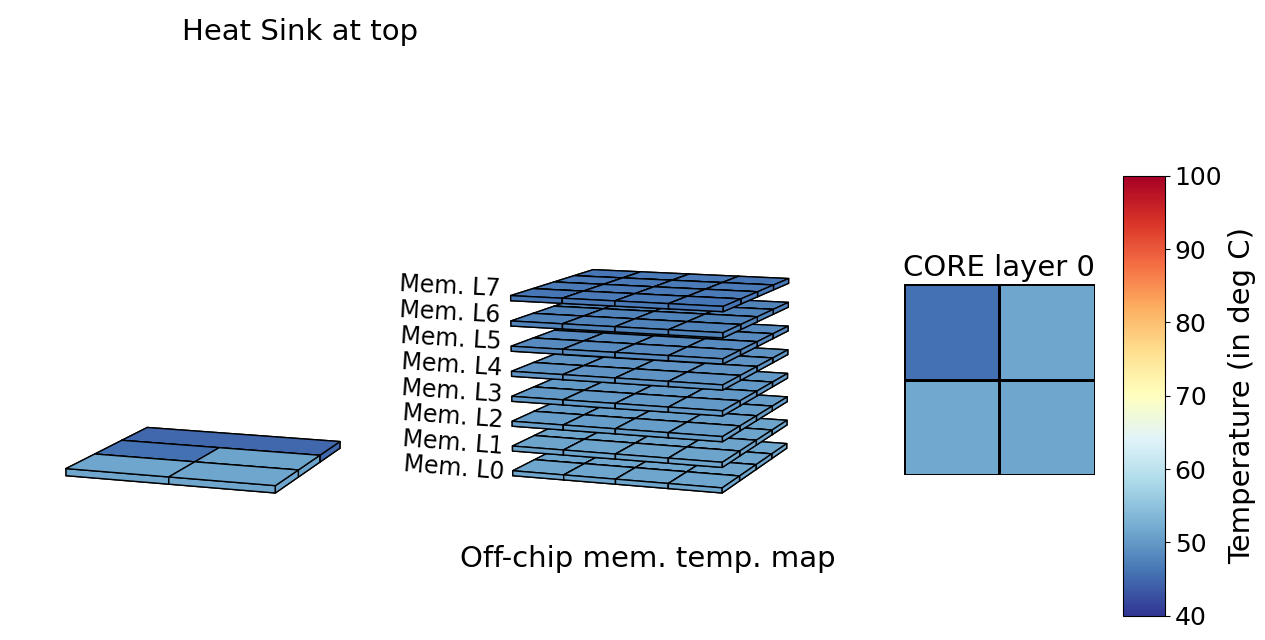 Heat Sink at top
Mem. L7
Mem. L6
Mem. L5
Mem. L4
Mem. L3
Mem. L2
Mem. L1
Mem. L0
Off-chip mem. temp. map
CORE layer 0
100
90
80
70
60
50
40
Temperature (in deg C)